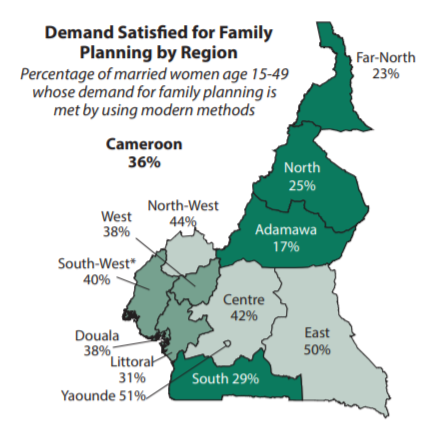 Demand Satisfied for Family
Planning by Region
Percentage of married women age 15-49
whose demand for family planning is
met by using modern methods
Cameroon
36%
Far-North
23%
North
25%
Adamawa
17%
North-West
44%
West
38%
South-West*
40%
Centre
42%
East
50%
Douala
38%
Littoral
31%
Yaounde 51%
South 29%